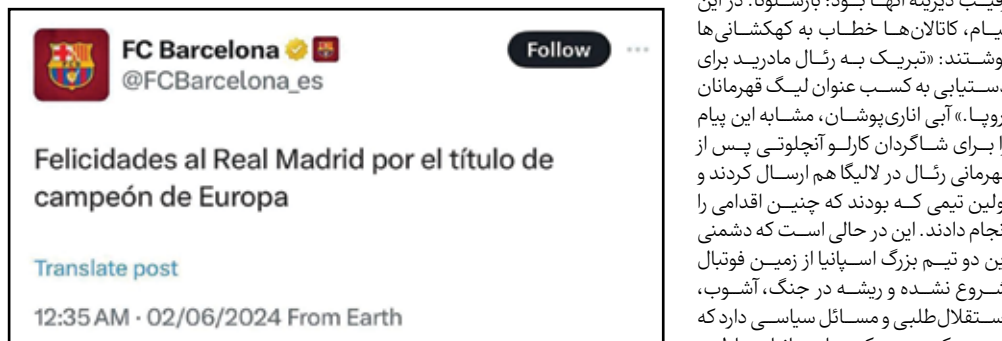 FC Barcelona
Follow
@FCBarcelona_es
Felicidades al Real Madrid por el título de
campeón de Europa
Translate post
12:35 AM · 02/06/2024 From Earth
دیرینه آنها بود؛ بارسلونا. در این
کاتالان‌ها خطاب به کهکشانی‌ها
«تبریک به رئال مادرید برای
دستیابی به کسب عنوان لیگ قهرمانان
آبی اناری‌پوشان، مشابه این پیام
را برای شاگردان کارلو آنچلوتی پس از
قهرمانی رئال در لالیگا هم ارسال کردند و
اولین تیمی که بودند که چنین اقدامی را
انجام دادند. این در حالی است که دشمنی
این دو تیم بزرگ اسپانیا از زمین فوتبال
شروع نشده و ریشه در جنگ، آشوب،
استقلال‌طلبی و مسائل سیاسی دارد که